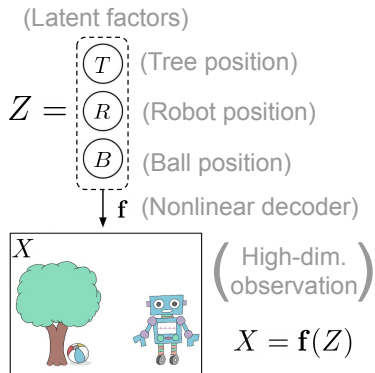 (Latent factors)
T (Tree position)
Z = R (Robot position)
B (Ball position)
f (Nonlinear decoder)
X
(High-dim. observation)
X = f(Z)